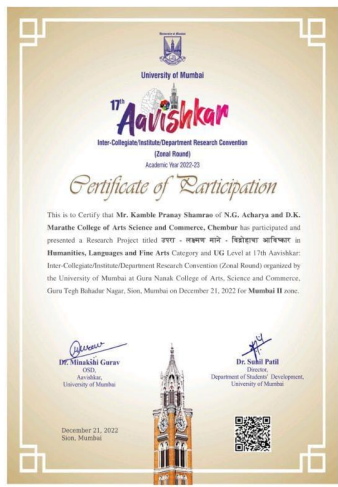 University of Mumbai
17th
Aavishkar
Inter-Collegiate/Institute/Department Research Convention
(Zonal Round)
Academic Year 2022-23
Certificate of Participation
This is to Certify that Mr. Kamble Pranay Shamrao of N.G. Acharya and D.K.
Marathe College of Arts Science and Commerce, Chembur has participated and
presented a Research Project titled उपरा - लक्ष्मण माने - विद्रोहाचा आविष्कार in
Humanities, Languages and Fine Arts Category and UG Level at 17th Aavishkar:
Inter-Collegiate/Institute/Department Research Convention (Zonal Round) organized by
the University of Mumbai at Guru Nanak College of Arts, Science and Commerce,
Guru Tegh Bahadur Nagar, Sion, Mumbai on December 21, 2022 for Mumbai II zone.
Dr. Minakshi Gurav
OSD,
Aavishkar,
University of Mumbai
Dr. Sunil Patil
Director,
Department of Students' Development,
University of Mumbai
December 21, 2022
Sion, Mumbai